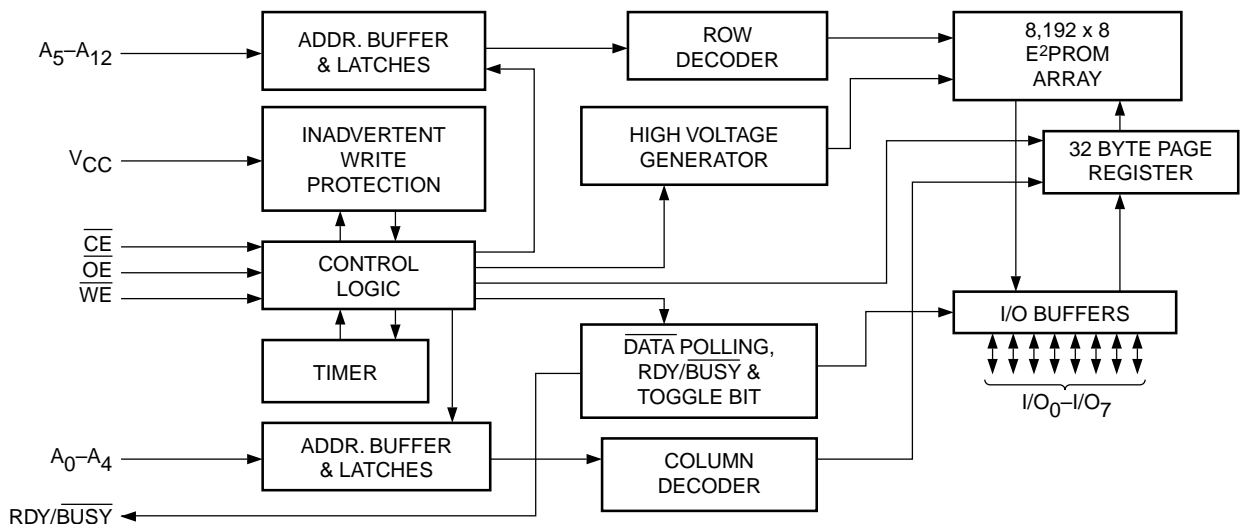 A5–A12
ADDR. BUFFER
& LATCHES
ROW
DECODER
8,192 x 8
E²PROM
ARRAY
VCC
INADVERTENT
WRITE
PROTECTION
HIGH VOLTAGE
GENERATOR
32 BYTE PAGE
REGISTER
CE
OE
WE
CONTROL
LOGIC
I/O BUFFERS
TIMER
DATA POLLING,
RDY/BUSY &
TOGGLE BIT
I/O0–I/O7
A0–A4
ADDR. BUFFER
& LATCHES
COLUMN
DECODER
RDY/BUSY